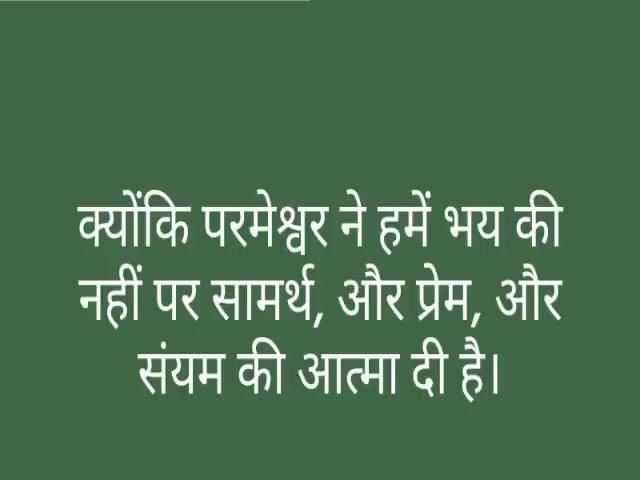 क्योंकि परमेश्वर ने हमें भय की
नहीं पर सामर्थ, और प्रेम, और
संयम की आत्मा दी है।